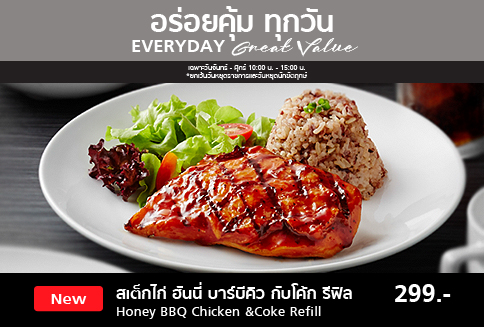 อร่อยคุ้ม ทุกวัน
EVERYDAY Great Value
เฉพาะวันจันทร์ - ศุกร์ 10:00 น. - 15:00 น.
*ยกเว้นวันหยุดราชการและวันหยุดนักขัตฤกษ์
New
สเต็กไก่ ฮันนี่ บาร์บีคิว กับโค้ก รีฟิล 299.-
Honey BBQ Chicken &Coke Refill